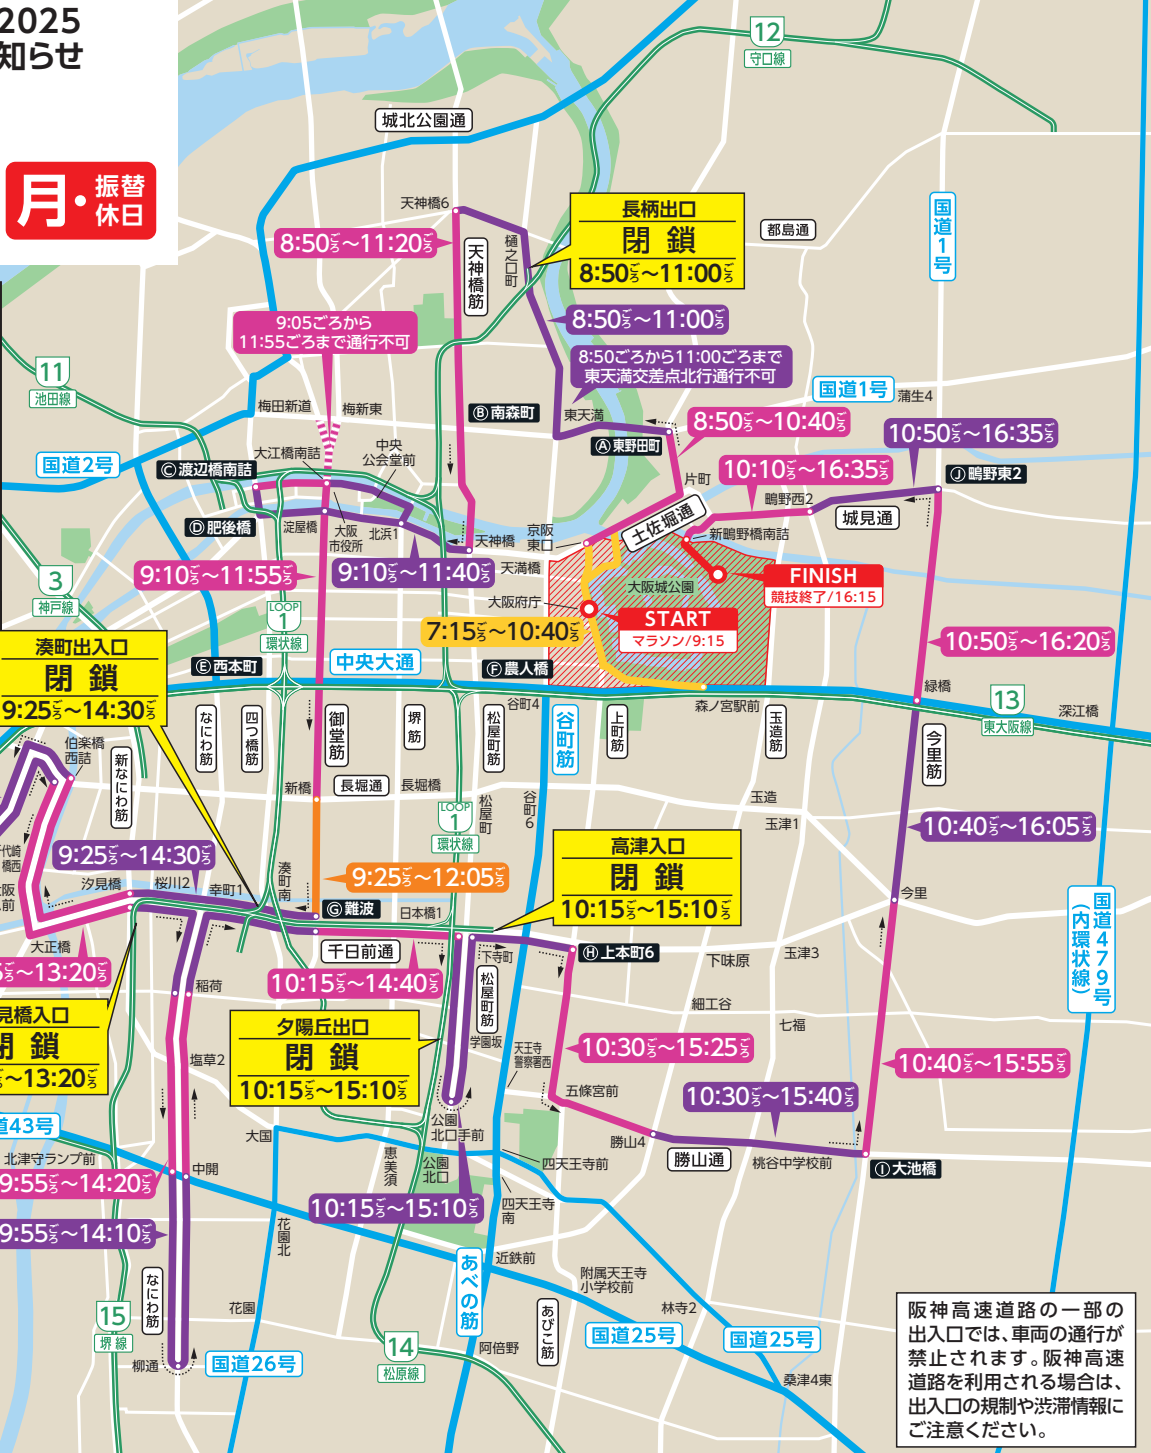 2025
知らせ
月・振替
休日
12
守口線
城北公園通
天神橋6
長柄出口
閉鎖
8:50ごろ～11:00ごろ
都島通
国道1号
8:50ごろ～11:20ごろ
天神橋筋
樋之口町
8:50ごろ～11:00ごろ
9:05ごろから
11:55ごろまで通行不可
8:50ごろから11:00ごろまで
東天満交差点北行通行不可
11
池田線
国道1号
蒲生4
梅田新道
梅新東
Ⓑ南森町
東天満
8:50ごろ～10:40ごろ
10:50ごろ～16:35ごろ
Ⓐ東野田町
大江橋南詰
中央
公会堂前
国道2号
Ⓒ渡辺橋南詰
10:10ごろ～16:35ごろ
片町
Ⓙ鴫野東2
鴫野西2
城見通
Ⓓ肥後橋
淀屋橋
大阪
市役所
北浜1
天神橋
京阪
東口
土佐堀通
新鴫野橋南詰
3
神戸線
9:10ごろ～11:55ごろ
9:10ごろ～11:40ごろ
天満橋
大阪城公園
FINISH
競技終了/16:15
LOOP
1
環状線
大阪府庁
START
マラソン/9:15
7:15ごろ～10:40ごろ
10:50ごろ～16:20ごろ
湊町出入口
閉鎖
9:25ごろ～14:30ごろ
Ⓔ西本町
中央大通
Ⓕ農人橋
緑橋
13
東大阪線
深江橋
谷町4
森ノ宮駅前
なにわ筋
四つ橋筋
御堂筋
堺筋
松屋町筋
谷町筋
上町筋
玉造筋
今里筋
伯楽橋
西詰
新なにわ筋
新橋
長堀通
長堀橋
松屋町
谷町6
玉造
玉津1
LOOP
1
環状線
10:40ごろ～16:05ごろ
高津入口
閉鎖
10:15ごろ～15:10ごろ
9:25ごろ～14:30ごろ
代崎
橋西
阪
前
汐見橋
桜川2
幸町1
湊町南
9:25ごろ～12:05ごろ
今里
国道479号
(内環状線)
Ⓖ難波
日本橋1
大正橋
千日前通
下寺町
Ⓗ上本町6
下味原
玉津3
ごろ～13:20ごろ
稲荷
10:15ごろ～14:40ごろ
松屋町筋
細工谷
七福
見橋入口
閉鎖
ごろ～13:20ごろ
塩草2
夕陽丘出口
閉鎖
10:15ごろ～15:10ごろ
学園坂
天王寺
警察署西
10:30ごろ～15:25ごろ
10:40ごろ～15:55ごろ
五條宮前
10:30ごろ～15:40ごろ
道43号
大国
公園
北口手前
勝山4
北津守ランプ前
中開
恵美須
公園
北口
四天王寺前
勝山通
桃谷中学校前
Ⓘ大池橋
9:55ごろ～14:20ごろ
10:15ごろ～15:10ごろ
四天王寺
南
9:55ごろ～14:10ごろ
花園北
あべの筋
近鉄前
附属天王寺
小学校前
なにわ筋
15
堺線
花園
14
松原線
阿倍野
あびこ筋
林寺2
国道25号
国道25号
柳通
国道26号
桑津4東
阪神高速道路の一部の
出入口では、車両の通行が
禁止されます。阪神高速
道路を利用される場合は、
出入口の規制や渋滞情報に
ご注意ください。